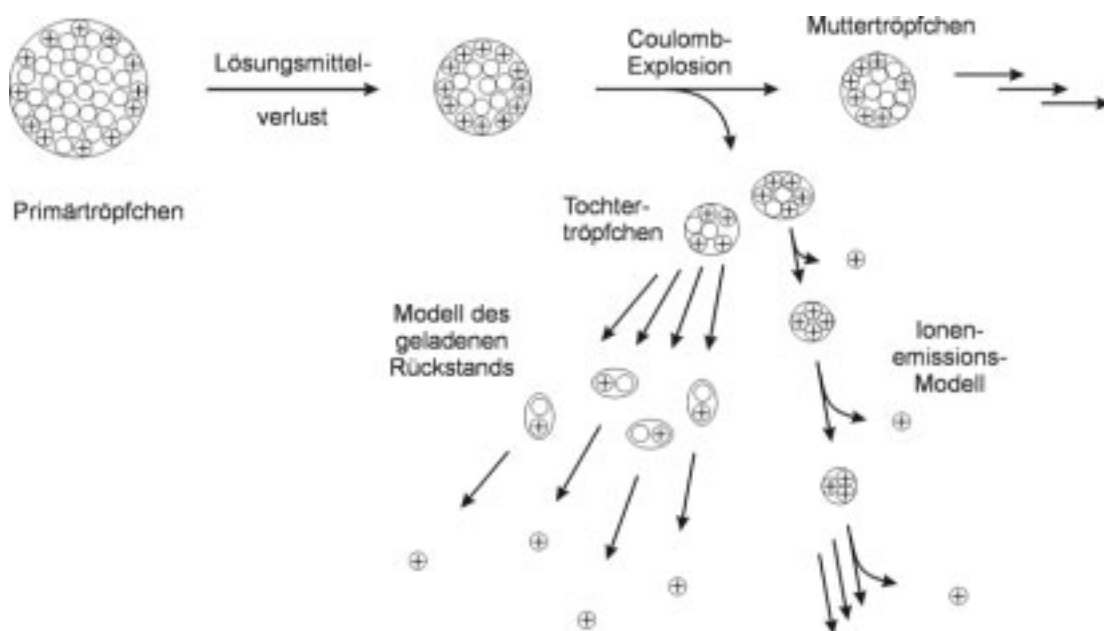 Primärtröpfchen
Lösungsmittel-
verlust
Coulomb-
Explosion
Muttertröpfchen
Tochter-
tröpfchen
Modell des
geladenen
Rückstands
Ionen-
emissions-
Modell